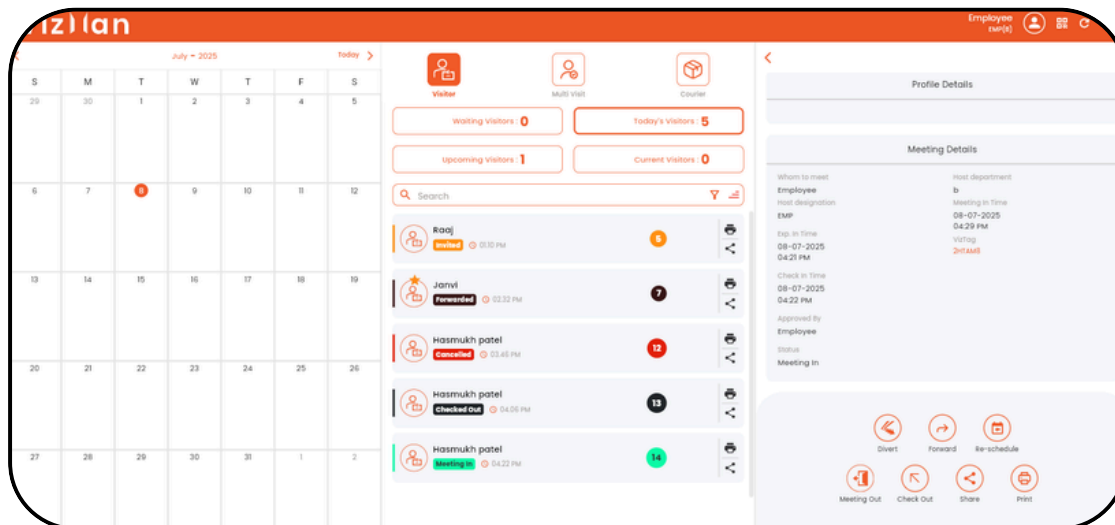 Employee
EMP(B)
July - 2025
Today
S M T W T F S
29 30 1 2 3 4 5
6 7 8 9 10 11 12
13 14 15 16 17 18 19
20 21 22 23 24 25 26
27 28 29 30 31 1 2
Visitor
Multi Visit
Courier
Waiting Visitors : 0
Today's Visitors : 5
Upcoming Visitors : 1
Current Visitors : 0
Search
Raaj
Invited 01:10 PM
6
Janvi
Forwarded 02:32 PM
7
Hasmukh patel
Cancelled 03:48 PM
12
Hasmukh patel
Checked Out 04:06 PM
13
Hasmukh patel
Meeting In 04:22 PM
14
Profile Details
Meeting Details
Whom to meet
Employee
Host designation
EMP
Exp. In Time
08-07-2025
04:21 PM
Check In Time
08-07-2025
04:22 PM
Approved By
Employee
Status
Meeting In
Host department
b
Meeting In Time
08-07-2025
04:29 PM
VizTag
Divert
Forward
Re-schedule
Meeting Out
Check Out
Share
Print